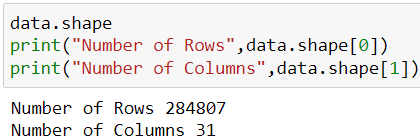 data.shape
print("Number of Rows",data.shape[0])
print("Number of Columns",data.shape[1])
Number of Rows 284807
Number of Columns 31